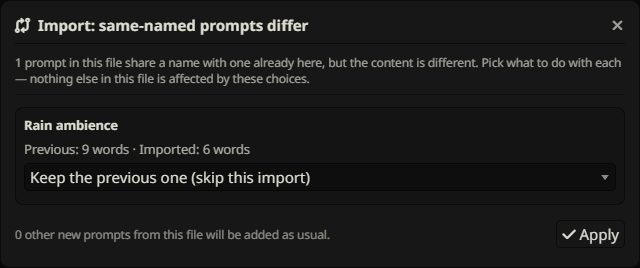 Import: same-named prompts differ
1 prompt in this file share a name with one already here, but the content is different. Pick what to do with each
— nothing else in this file is affected by these choices.
Rain ambience
Previous: 9 words · Imported: 6 words
Keep the previous one (skip this import)
0 other new prompts from this file will be added as usual.
Apply